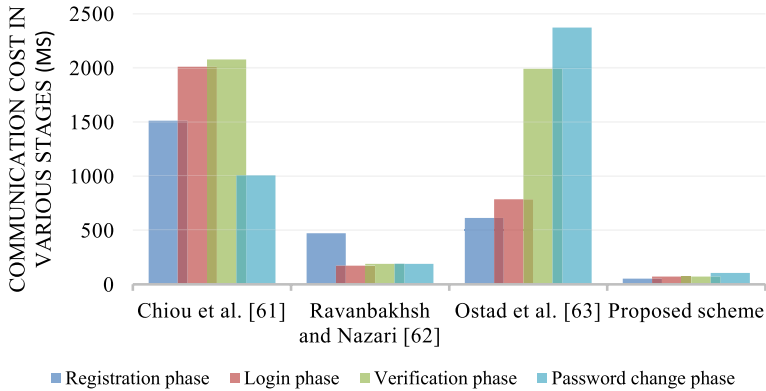 COMMUNICATION COST IN
VARIOUS STAGES (MS)
2500
2000
1500
1000
500
0
Chiou et al. [61]
Ravanbakhsh
and Nazari [62]
Ostad et al. [63]
Proposed scheme
Registration phase
Login phase
Verification phase
Password change phase